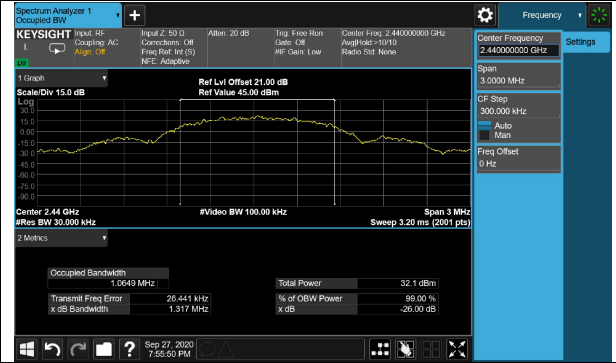 Spectrum Analyzer 1
Occupied BW
Frequency
KEYSIGHT
L
Input: RF
Coupling: AC
Align: Off
Input Z: 50 Ω
Corrections: Off
Freq Ref: Int (S)
NFE: Adaptive
Atten: 20 dB
Trig: Free Run
Gate: Off
#IF Gain: Low
Center Freq: 2.440000000 GHz
Avg|Hold:>10/10
Radio Std: None
1 Graph
Scale/Div 15.0 dB
Ref Lvl Offset 21.00 dB
Ref Value 45.00 dBm
Log
30.0
15.0
0.00
-15.0
-30.0
-45.0
-60.0
-75.0
-90.0
Center 2.44 GHz
#Res BW 30.000 kHz
#Video BW 100.00 kHz
Span 3 MHz
Sweep 3.20 ms (2001 pts)
2 Metrics
Occupied Bandwidth
1.0649 MHz
Total Power 32.1 dBm
Transmit Freq Error 26.441 kHz
% of OBW Power 99.00 %
x dB Bandwidth 1.317 MHz
x dB -26.00 dB
Center Frequency
2.440000000 GHz
Settings
Span
3.0000 MHz
CF Step
300.000 kHz
Auto
Man
Freq Offset
0 Hz
?
Sep 27, 2020
7:55:50 PM